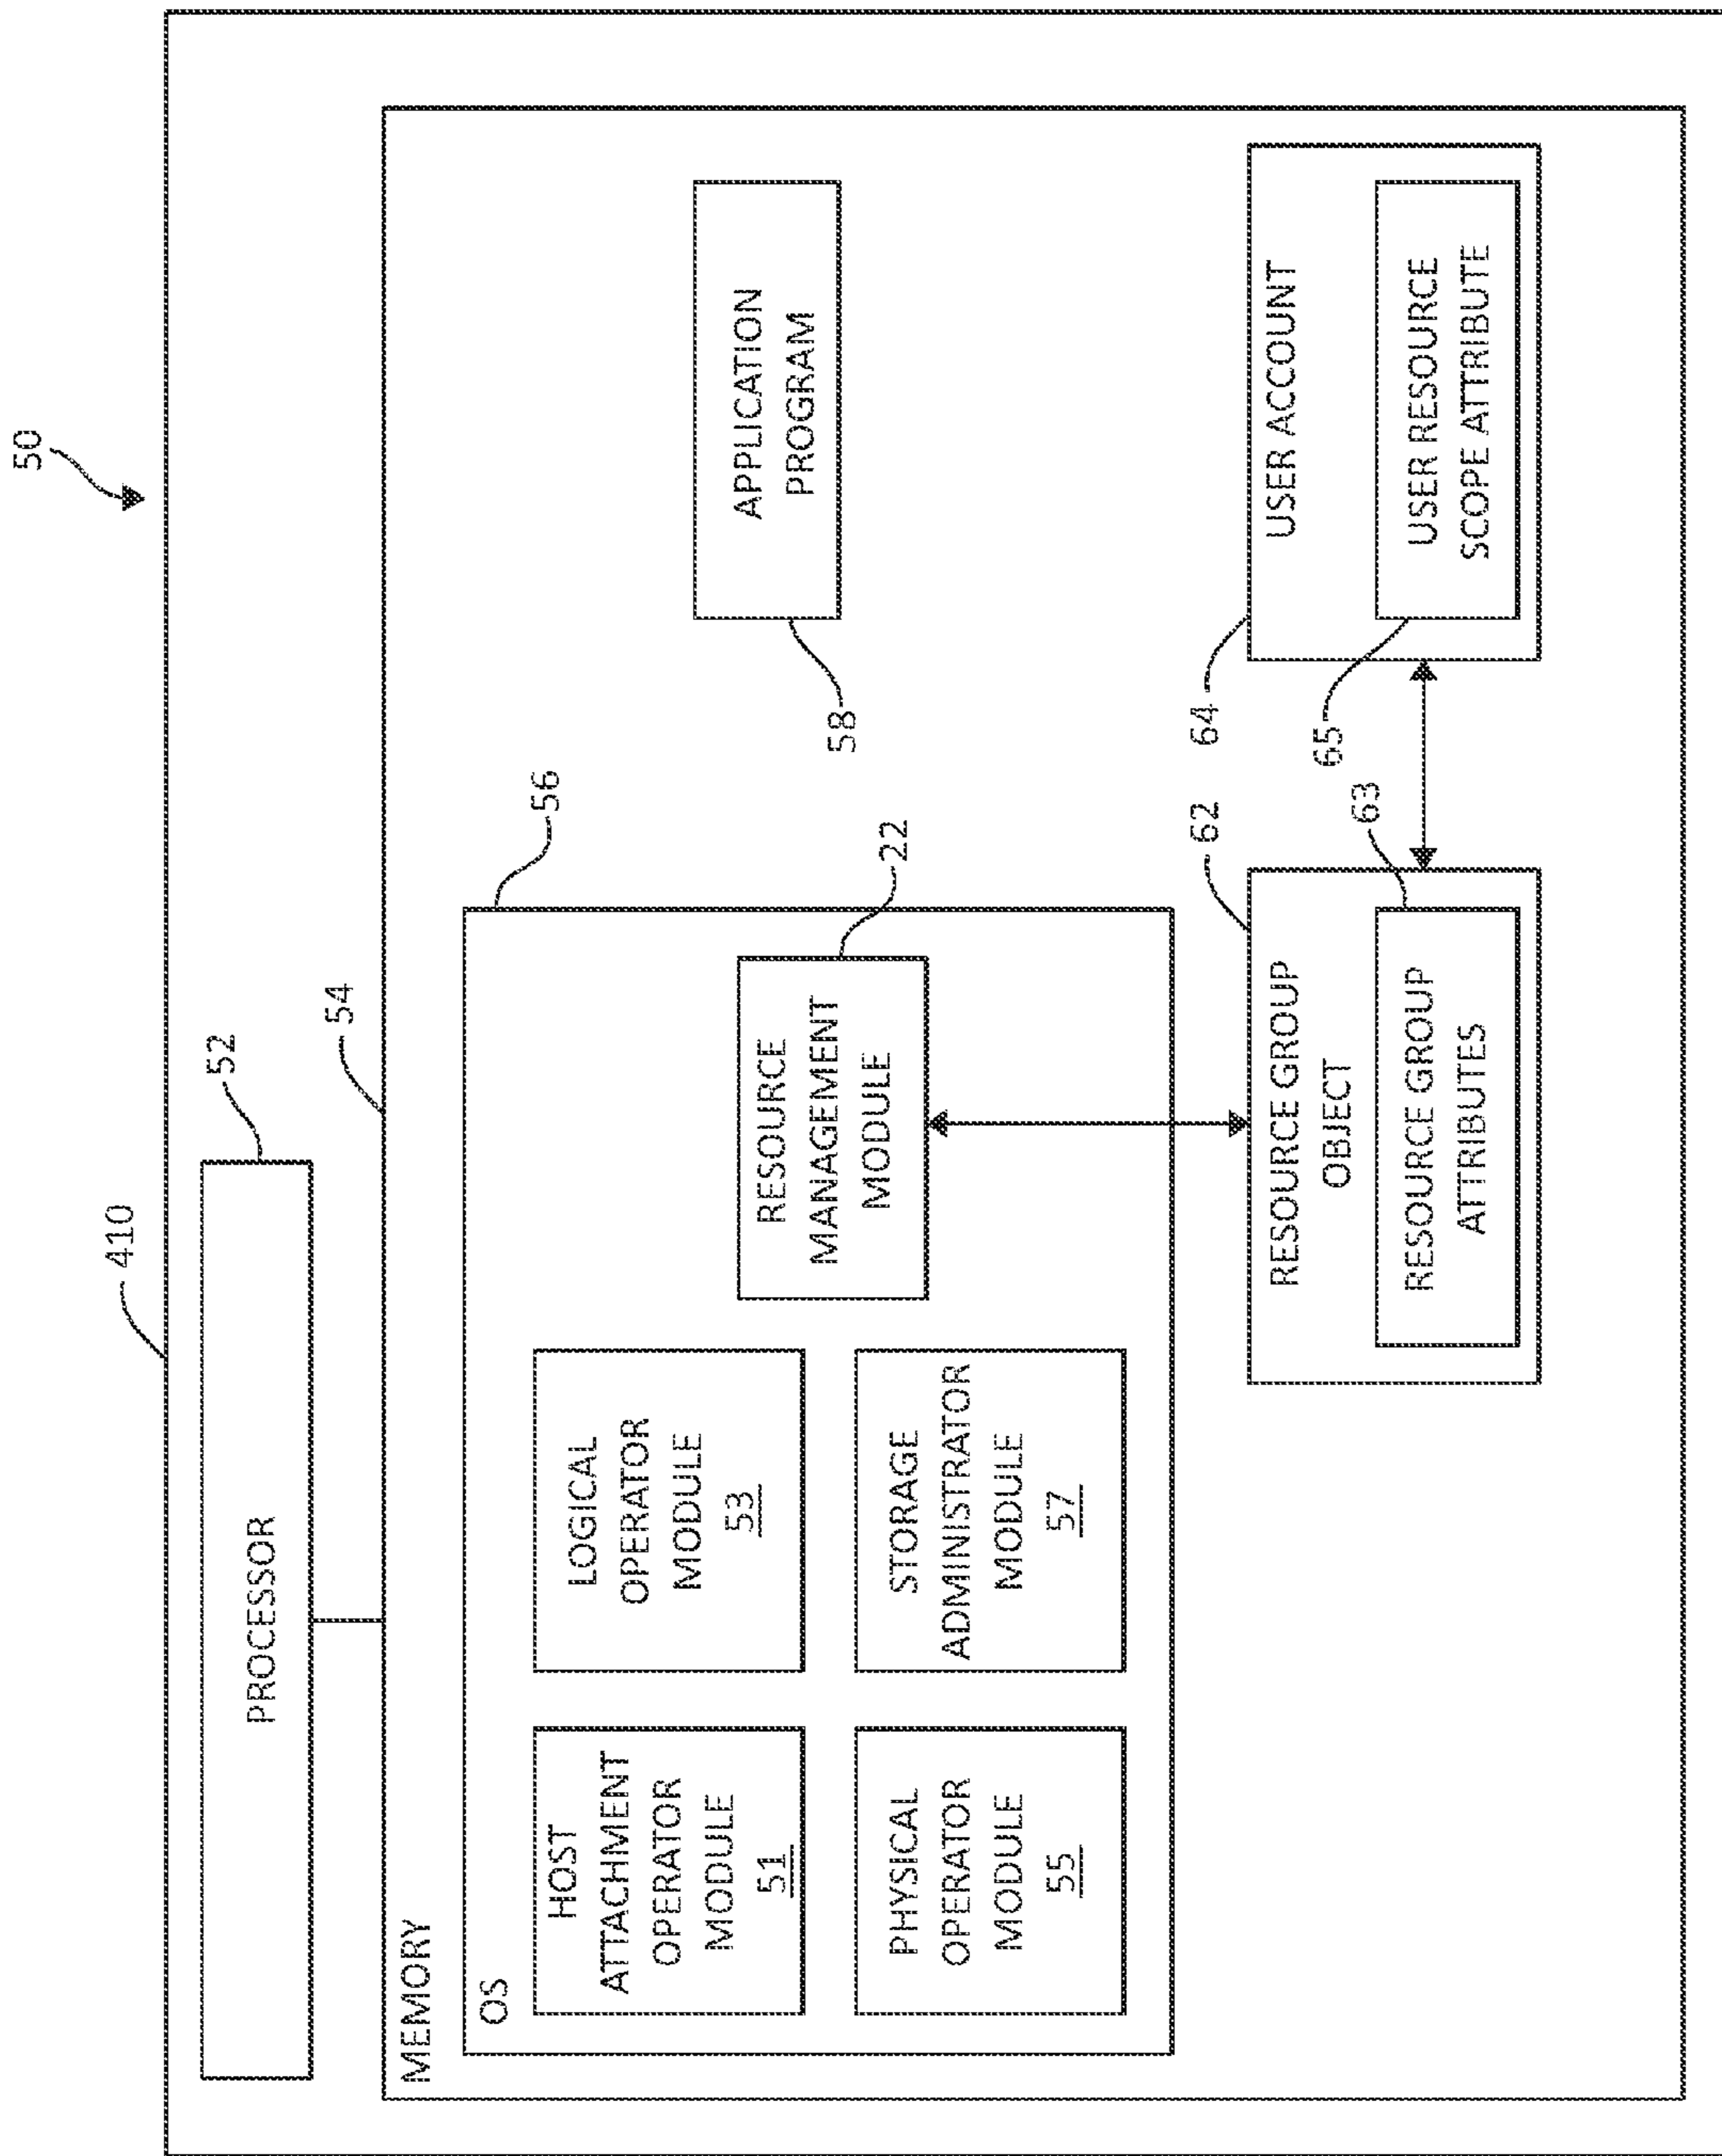 50
410
PROCESSOR
52
MEMORY
54
OS
56
HOST
ATTACHMENT
OPERATOR
MODULE
51
LOGICAL
OPERATOR
MODULE
53
PHYSICAL
OPERATOR
MODULE
55
STORAGE
ADMINISTRATOR
MODULE
57
RESOURCE
MANAGEMENT
MODULE
22
APPLICATION
PROGRAM
58
RESOURCE GROUP
OBJECT
62
RESOURCE GROUP
ATTRIBUTES
63
USER ACCOUNT
64
USER RESOURCE
SCOPE ATTRIBUTE
65